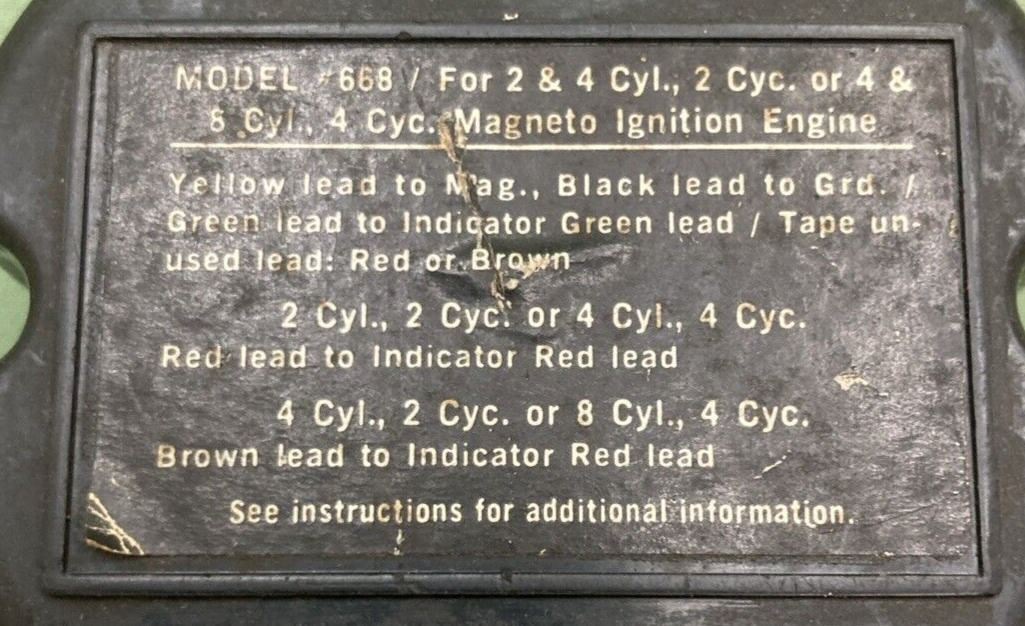 MODEL #668 / For 2 & 4 Cyl., 2 Cyc. or 4 &
8 Cyl., 4 Cyc. Magneto Ignition Engine
Yellow lead to Mag., Black lead to Grd. /
Green lead to Indicator Green lead / Tape un-
used lead: Red or Brown
2 Cyl., 2 Cyc. or 4 Cyl., 4 Cyc.
Red lead to Indicator Red lead
4 Cyl., 2 Cyc. or 8 Cyl., 4 Cyc.
Brown lead to Indicator Red lead
See instructions for additional information.